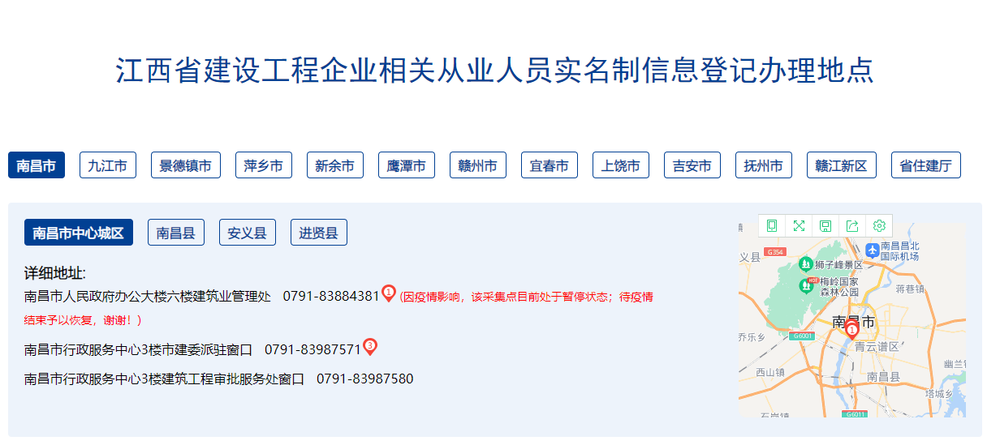 江西省建设工程企业相关从业人员实名制信息登记办理地点
南昌市 九江市 景德镇市 萍乡市 新余市 鹰潭市 赣州市 宜春市 上饶市 吉安市 抚州市 赣江新区 省住建厅
南昌市中心城区 南昌县 安义县 进贤县
详细地址:
南昌市人民政府办公大楼六楼建筑业管理处 0791-83884381 1 (因疫情影响，该采集点目前处于暂停状态；待疫情
结束予以恢复，谢谢！)
南昌市行政服务中心3楼市建委派驻窗口 0791-83987571 3
南昌市行政服务中心3楼建筑工程审批服务处窗口 0791-83987580
镇
南昌昌北
国际机场
义县
G354
狮子峰景区
HOT
梅岭国家
森林公园
蒋巷镇
南昌市
1
乔乐乡
G6001
青云谱区
幽兰镇
西山镇
南昌县
塔城乡
石岗镇
G6011